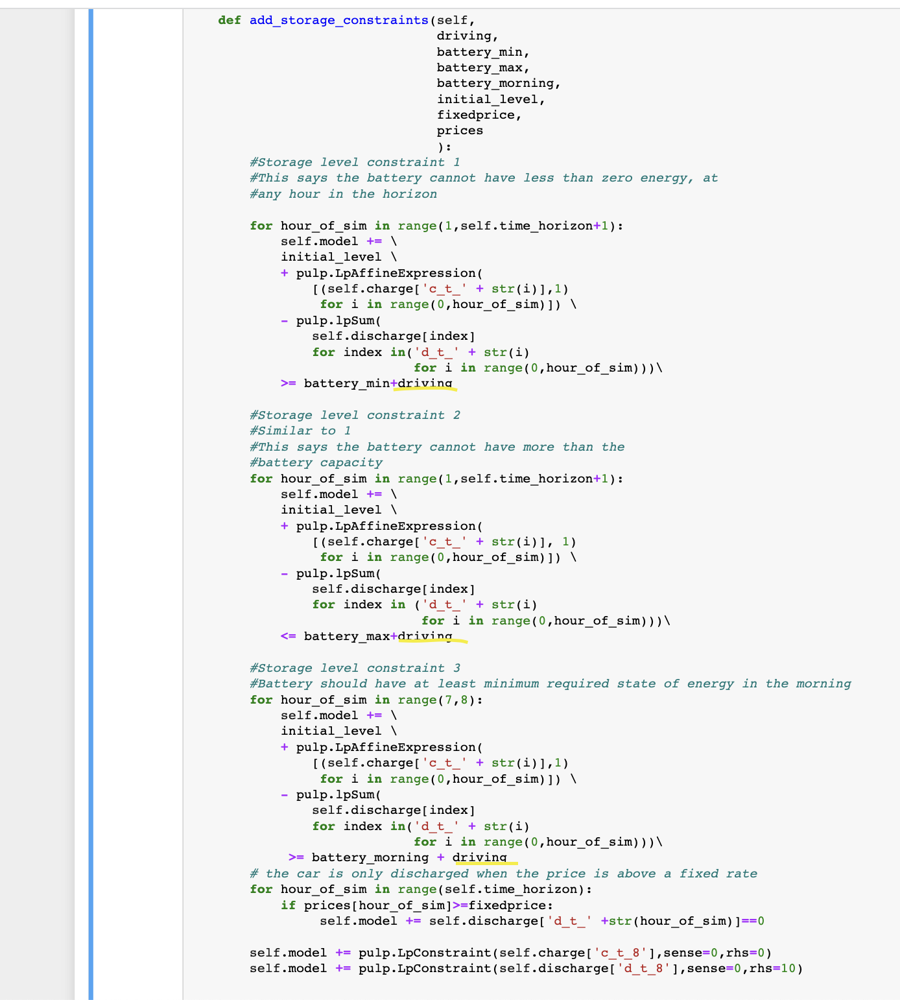 def add_storage_constraints(self,
                            driving,
                            battery_min,
                            battery_max,
                            battery_morning,
                            initial_level,
                            fixedprice,
                            prices
                            ):
    #Storage level constraint 1
    #This says the battery cannot have less than zero energy, at
    #any hour in the horizon

    for hour_of_sim in range(1,self.time_horizon+1):
        self.model += \
        initial_level \
        + pulp.LpAffineExpression(
            [(self.charge['c_t_' + str(i)],1)
             for i in range(0,hour_of_sim)]) \
        - pulp.lpSum(
            self.discharge[index]
            for index in('d_t_' + str(i)
                         for i in range(0,hour_of_sim)))\
        >= battery_min+driving

    #Storage level constraint 2
    #Similar to 1
    #This says the battery cannot have more than the
    #battery capacity
    for hour_of_sim in range(1,self.time_horizon+1):
        self.model += \
        initial_level \
        + pulp.LpAffineExpression(
            [(self.charge['c_t_' + str(i)], 1)
             for i in range(0,hour_of_sim)]) \
        - pulp.lpSum(
            self.discharge[index]
            for index in ('d_t_' + str(i)
                          for i in range(0,hour_of_sim)))\
        <= battery_max+driving

    #Storage level constraint 3
    #Battery should have at least minimum required state of energy in the morning
    for hour_of_sim in range(7,8):
        self.model += \
        initial_level \
        + pulp.LpAffineExpression(
            [(self.charge['c_t_' + str(i)],1)
             for i in range(0,hour_of_sim)]) \
        - pulp.lpSum(
            self.discharge[index]
            for index in('d_t_' + str(i)
                         for i in range(0,hour_of_sim)))\
         >= battery_morning + driving
    # the car is only discharged when the price is above a fixed rate
    for hour_of_sim in range(self.time_horizon):
        if prices[hour_of_sim]>=fixedprice:
             self.model += self.discharge['d_t_' +str(hour_of_sim)]==0

    self.model += pulp.LpConstraint(self.charge['c_t_8'],sense=0,rhs=0)
    self.model += pulp.LpConstraint(self.discharge['d_t_8'],sense=0,rhs=10)